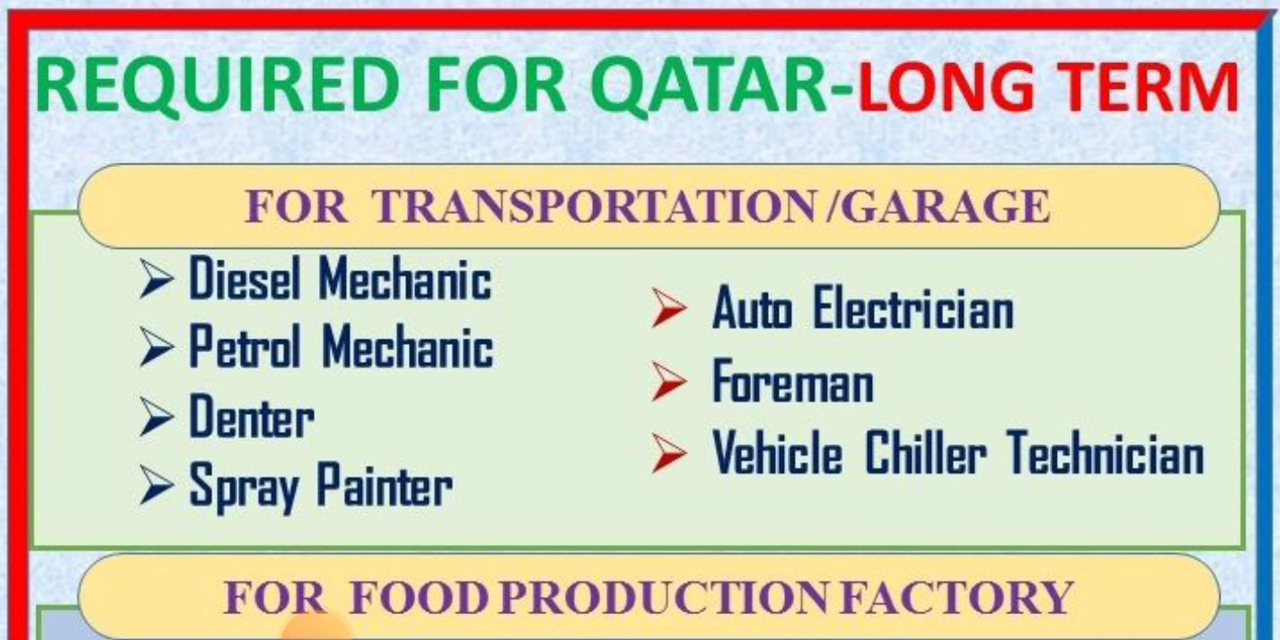 REQUIRED FOR QATAR-LONG TERM
FOR TRANSPORTATION /GARAGE
Diesel Mechanic
Petrol Mechanic
Denter
Spray Painter
Auto Electrician
Foreman
Vehicle Chiller Technician
FOR FOOD PRODUCTION FACTORY